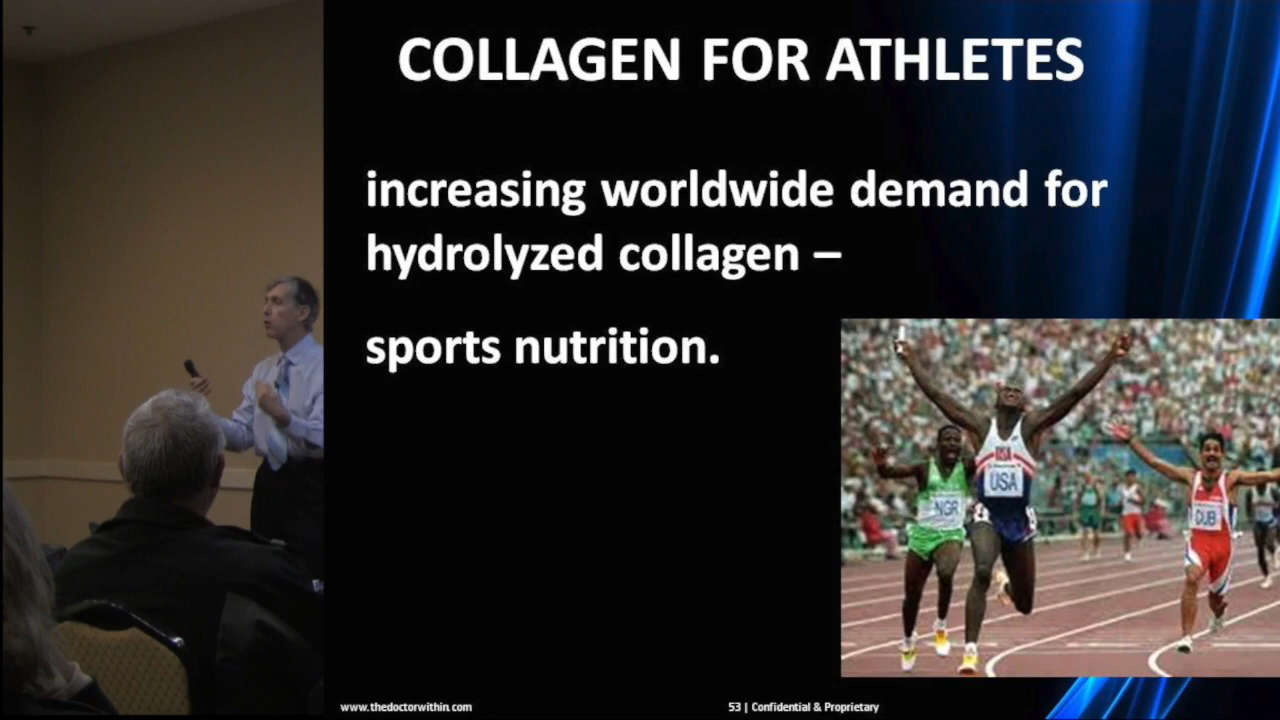 COLLAGEN FOR ATHLETES
increasing worldwide demand for
hydrolyzed collagen –
sports nutrition.
USA
USA
NGR
CUB
www.thedoctorwithin.com
53 | Confidential & Proprietary